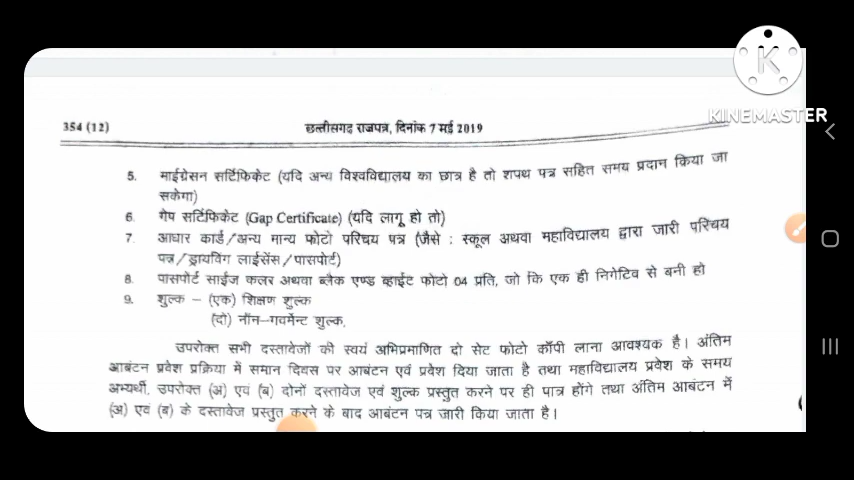 K
KINEMASTER
354 (12)
छत्तीसगढ़ राजपत्र, दिनांक 7 मई 2019
5. माईग्रेसन सर्टिफिकेट (यदि अन्य विश्वविद्यालय का छात्र है तो शपथ पत्र सहित समय प्रदान किया जा
सकेगा)
6. गेप सर्टिफिकेट (Gap Certificate) (यदि लागू हो तो)
7. आधार कार्ड/अन्य मान्य फोटो परिचय पत्र (जैसे : स्कूल अथवा महाविद्यालय द्वारा जारी परिचय
पत्र/ड्रायविंग लाईसेंस/पासपोर्ट)
8. पासपोर्ट साईज कलर अथवा ब्लैक एण्ड व्हाईट फोटो 04 प्रति, जो कि एक ही निगेटिव से बनी हो
9. शुल्क – (एक) शिक्षण शुल्क
(दो) नॉन-गवर्मेन्ट शुल्क,
उपरोक्त सभी दस्तावेजों की स्वयं अभिप्रमाणित दो सेट फोटो कॉपी लाना आवश्यक है। अंतिम
आबंटन प्रवेश प्रक्रिया में समान दिवस पर आबंटन एवं प्रवेश दिया जाता है तथा महाविद्यालय प्रवेश के समय
अभ्यर्थी, उपरोक्त (अ) एवं (ब) दोनों दस्तावेज एवं शुल्क प्रस्तुत करने पर ही पात्र होंगे तथा अंतिम आबंटन में
(अ) एवं (ब) के दस्तावेज प्रस्तुत करने के बाद आबंटन पत्र जारी किया जाता है।